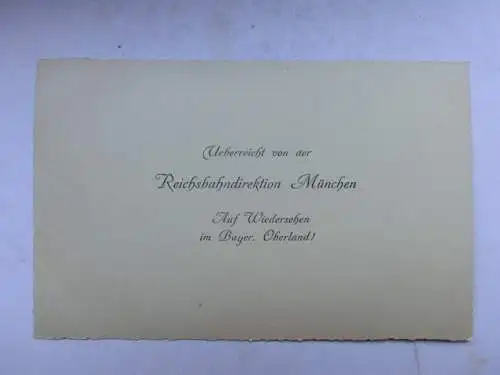 Ueberreicht von der
Reichsbahndirektion München
Auf Wiedersehen
im Bayer. Oberland!